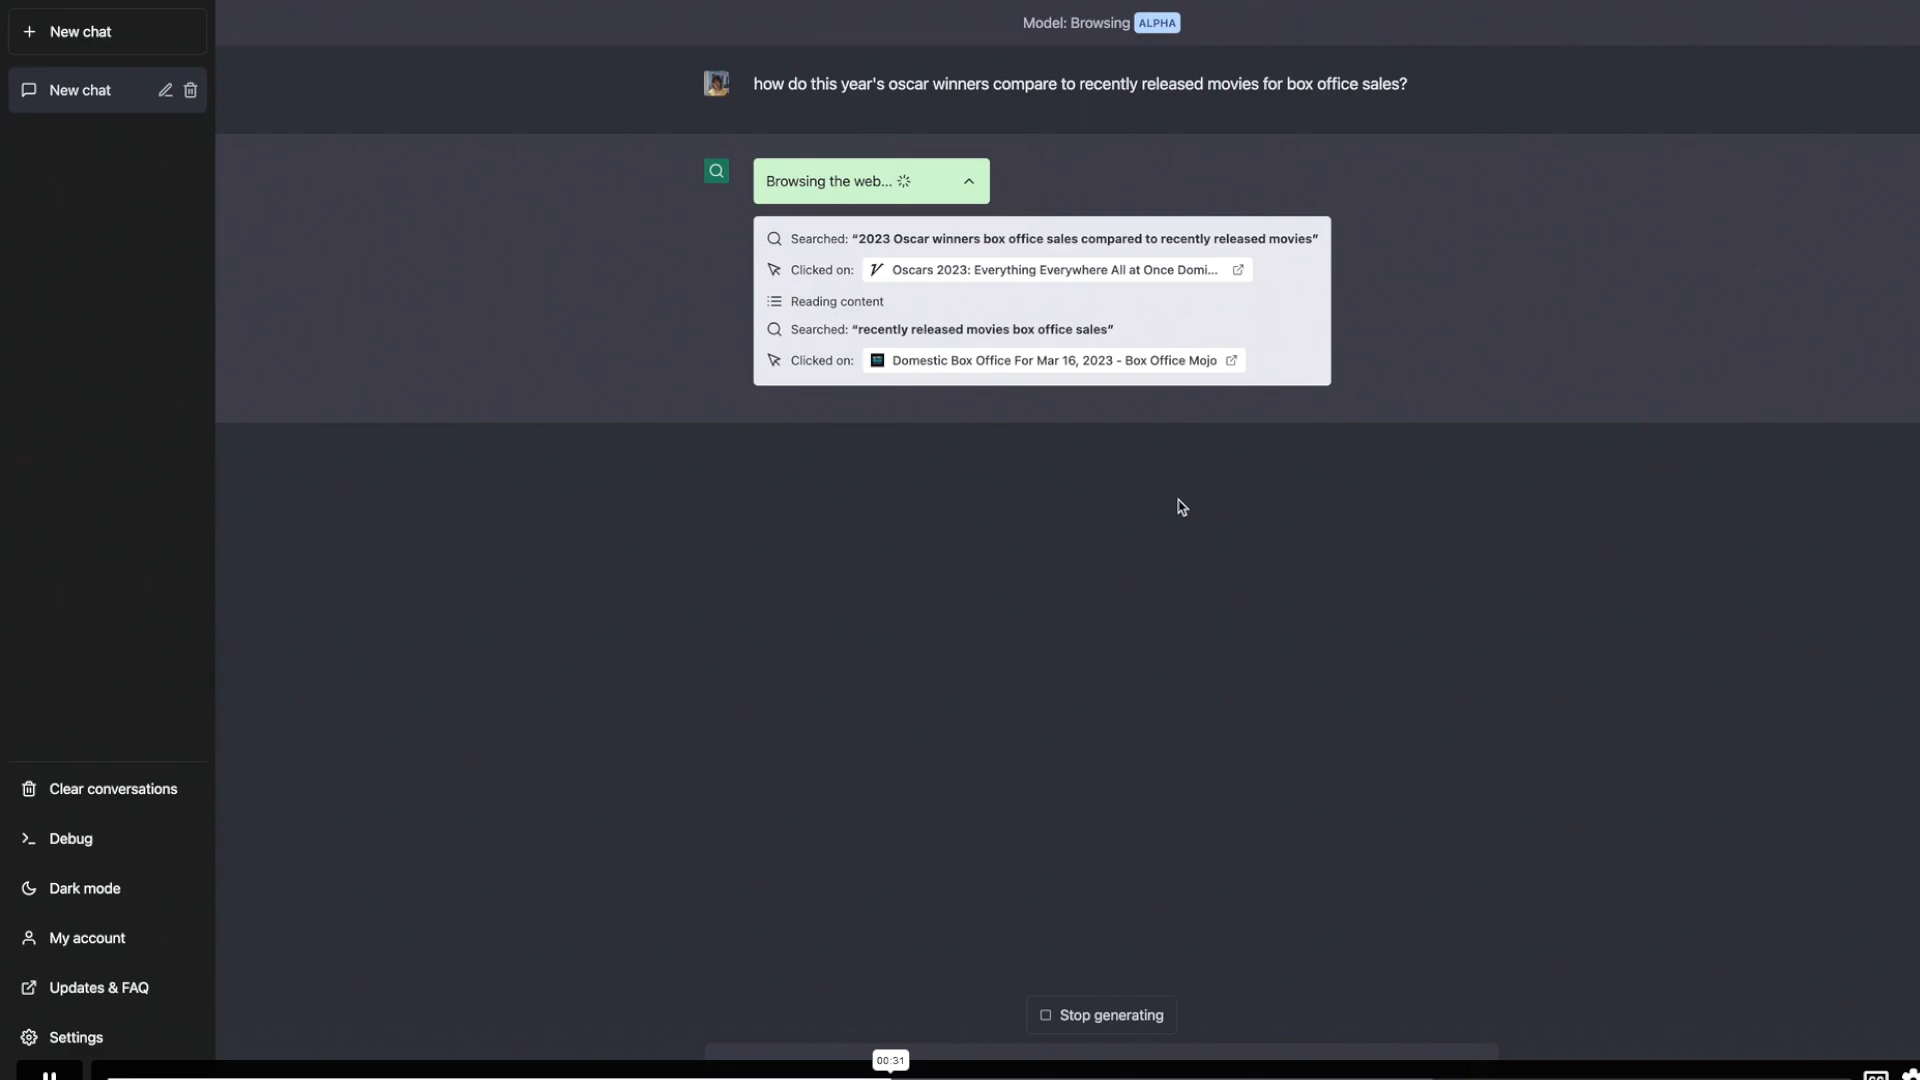 New chat
New chat
Clear conversations
Debug
Dark mode
My account
Updates & FAQ
Settings
Model: Browsing ALPHA
how do this year's oscar winners compare to recently released movies for box office sales?
Browsing the web...
Searched: “2023 Oscar winners box office sales compared to recently released movies”
Clicked on: Oscars 2023: Everything Everywhere All at Once Domi...
Reading content
Searched: “recently released movies box office sales”
Clicked on: Domestic Box Office For Mar 16, 2023 - Box Office Mojo
Stop generating
00:31